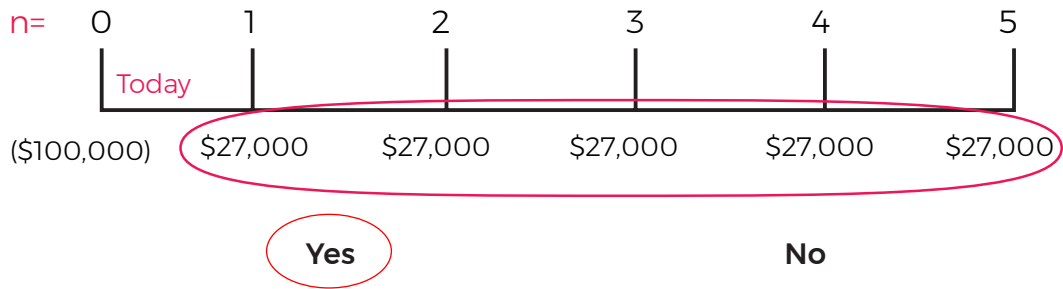 n= 0 1 2 3 4 5
Today
($100,000) $27,000 $27,000 $27,000 $27,000 $27,000
Yes No